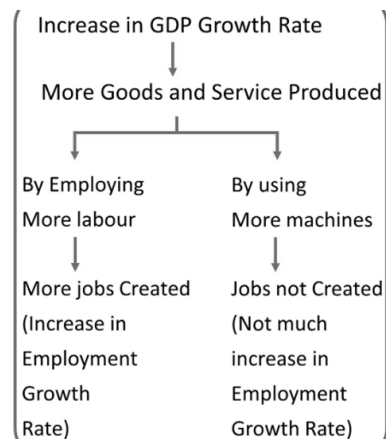 Increase in GDP Growth Rate
More Goods and Service Produced
By Employing
More labour
More jobs Created
(Increase in
Employment
Growth
Rate)
By using
More machines
Jobs not Created
(Not much
increase in
Employment
Growth Rate)